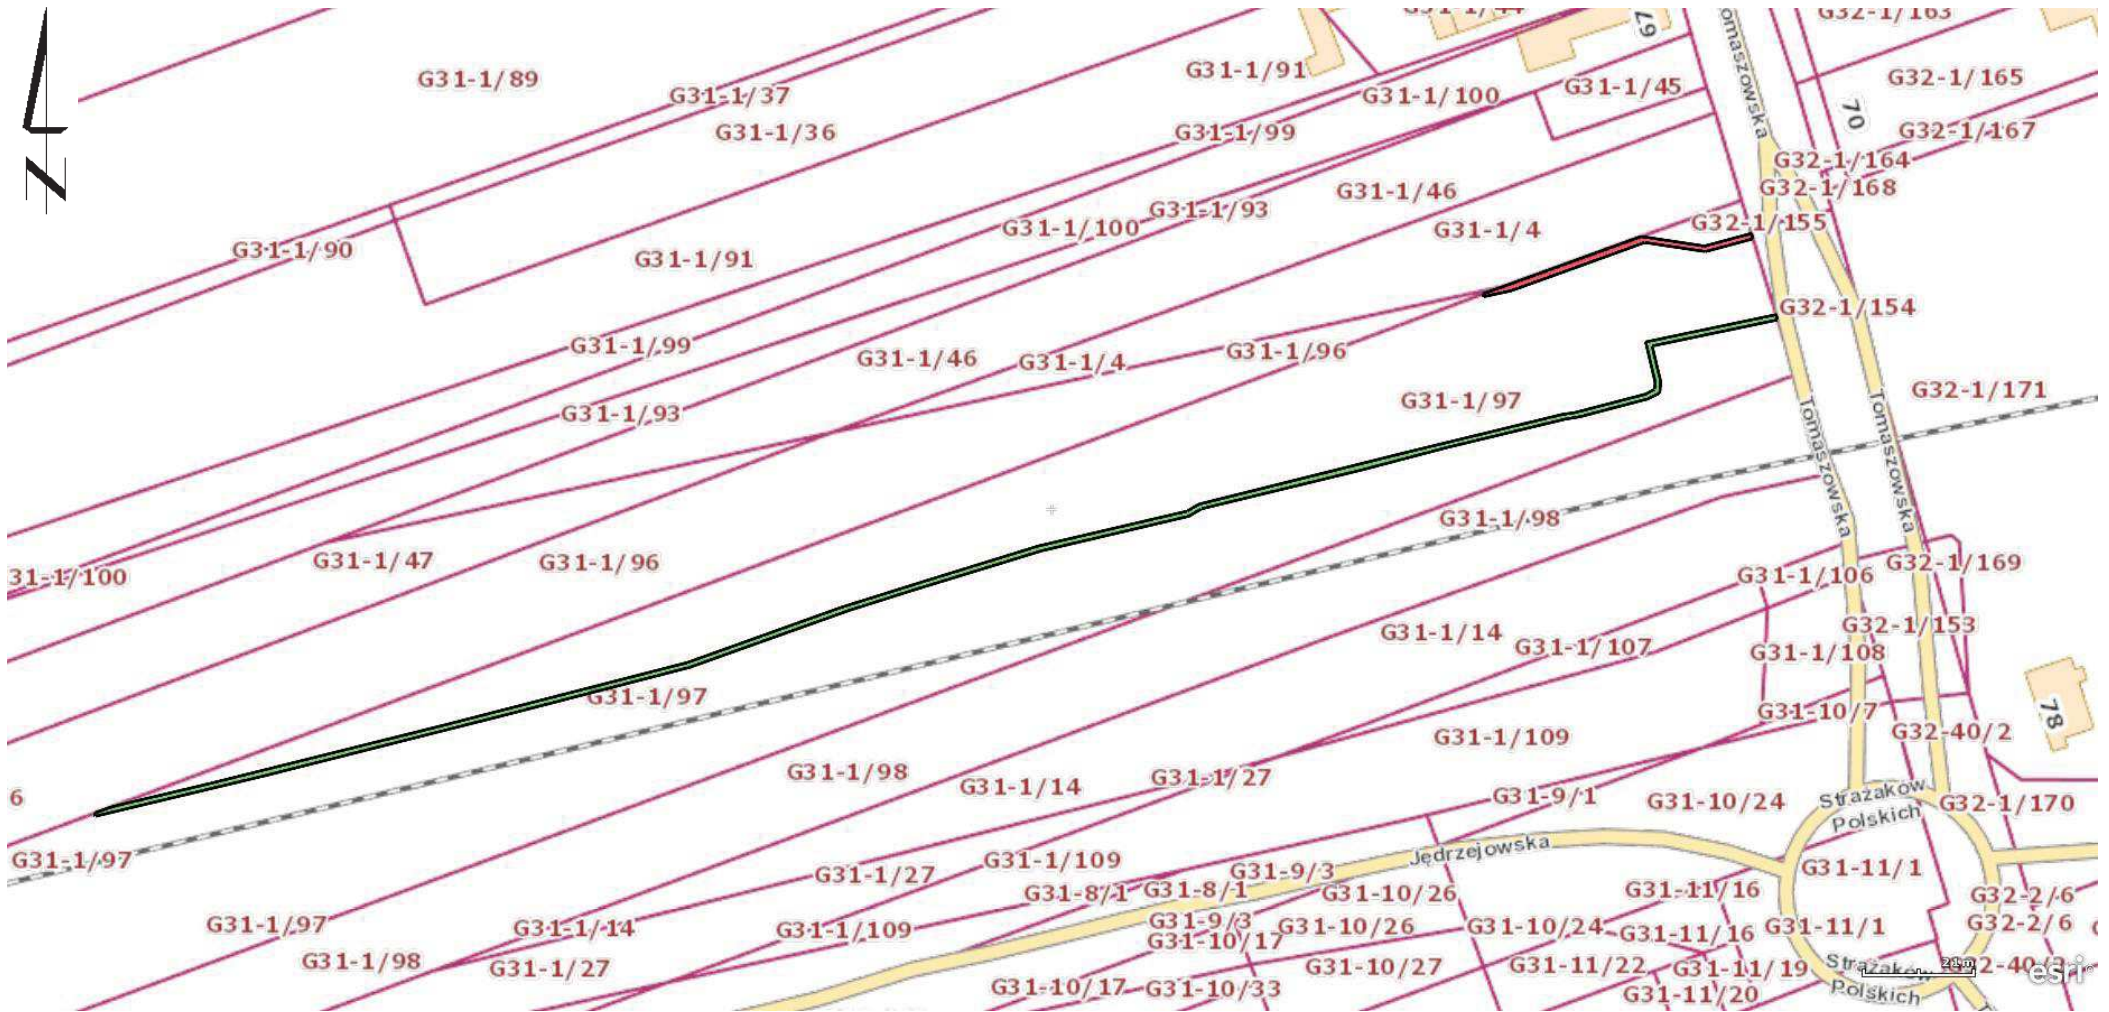 G31-1/44
G32-1/163
67
omaszowska
G31-1/89
G31-1/37
G31-1/91
G31-1/100
G31-1/45
G32-1/165
70
G31-1/36
G31-1/99
G32-1/167
G32-1/164
G32-1/168
Z
G31-1/46
G31-1/93
G31-1/100
G31-1/4
G32-1/155
G31-1/90
G31-1/91
G32-1/154
G31-1/99
G31-1/46
G31-1/4
G31-1/96
G31-1/97
G32-1/171
G31-1/93
Tomaszowska
Tomaszowska
G31-1/98
31-1/100
G31-1/47
G31-1/96
G31-1/106
G32-1/169
G31-1/14
G31-1/107
G32-1/153
G31-1/108
G31-1/97
G31-10/7
78
G32-40/2
G31-1/109
G31-1/98
G31-1/14
G31-1/27
6
G31-9/1
G31-10/24
Strażaków
Polskich
G32-1/170
G31-1/97
Jędrzejowska
G31-1/109
G31-1/27
G31-9/3
G31-11/1
G31-8/1
G31-8/1
G31-10/26
G31-11/16
G32-2/6
G31-1/97
G31-1/14
G31-1/109
G31-9/3
G31-10/26
G31-10/24
G31-11/16
G31-11/1
G32-2/6
G31-10/17
G31-1/98
G31-1/27
G31-10/27
G31-11/22
G31-11/19
Strażaków
Polskich
21m
esri
G31-10/17
G31-10/33
G31-11/20